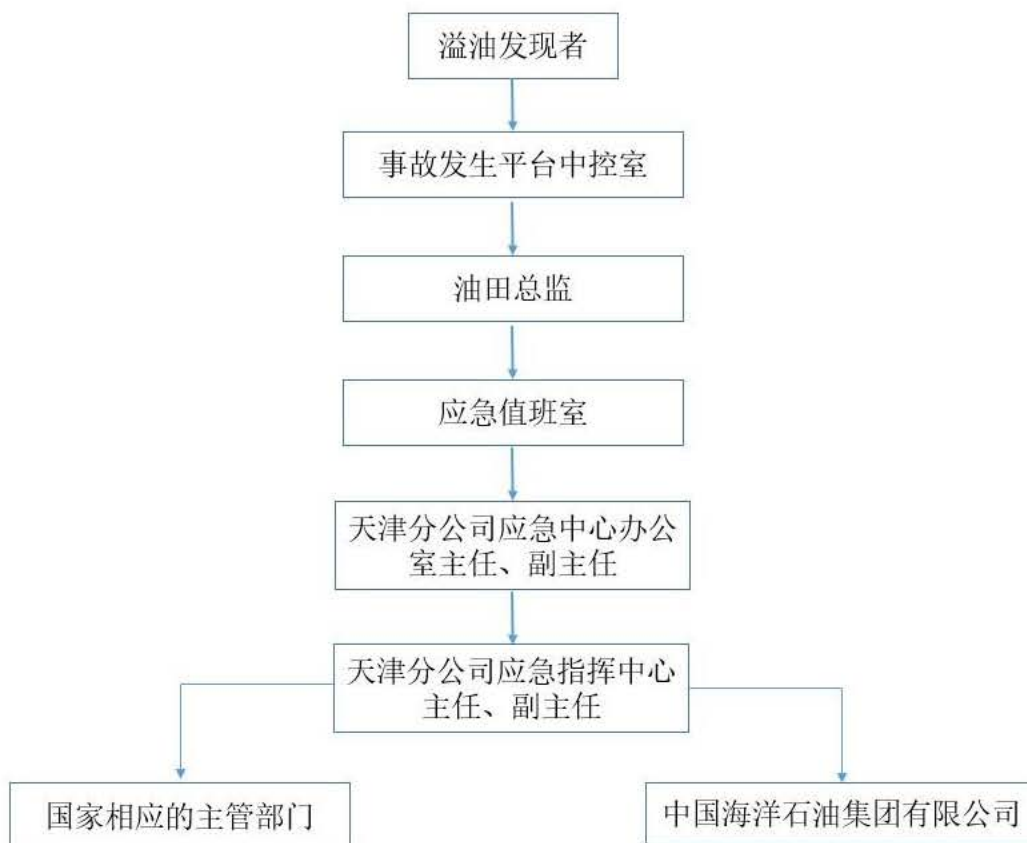 溢油发现者
事故发生平台中控室
油田总监
应急值班室
天津分公司应急中心办公
室主任、副主任
天津分公司应急指挥中心
主任、副主任
国家相应的主管部门
中国海洋石油集团有限公司